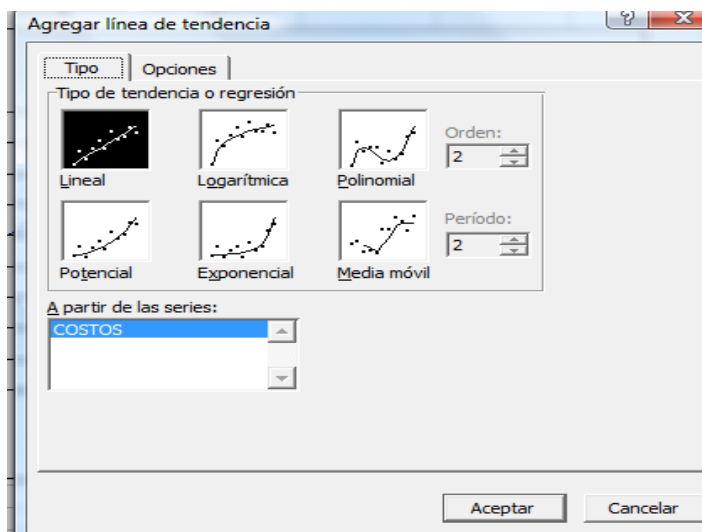 Agregar línea de tendencia
Tipo Opciones
Tipo de tendencia o regresión
Lineal Logarítmica Polinomial
Orden:
2
Potencial Exponencial Media móvil
Período:
2
A partir de las series:
COSTOS
Aceptar Cancelar